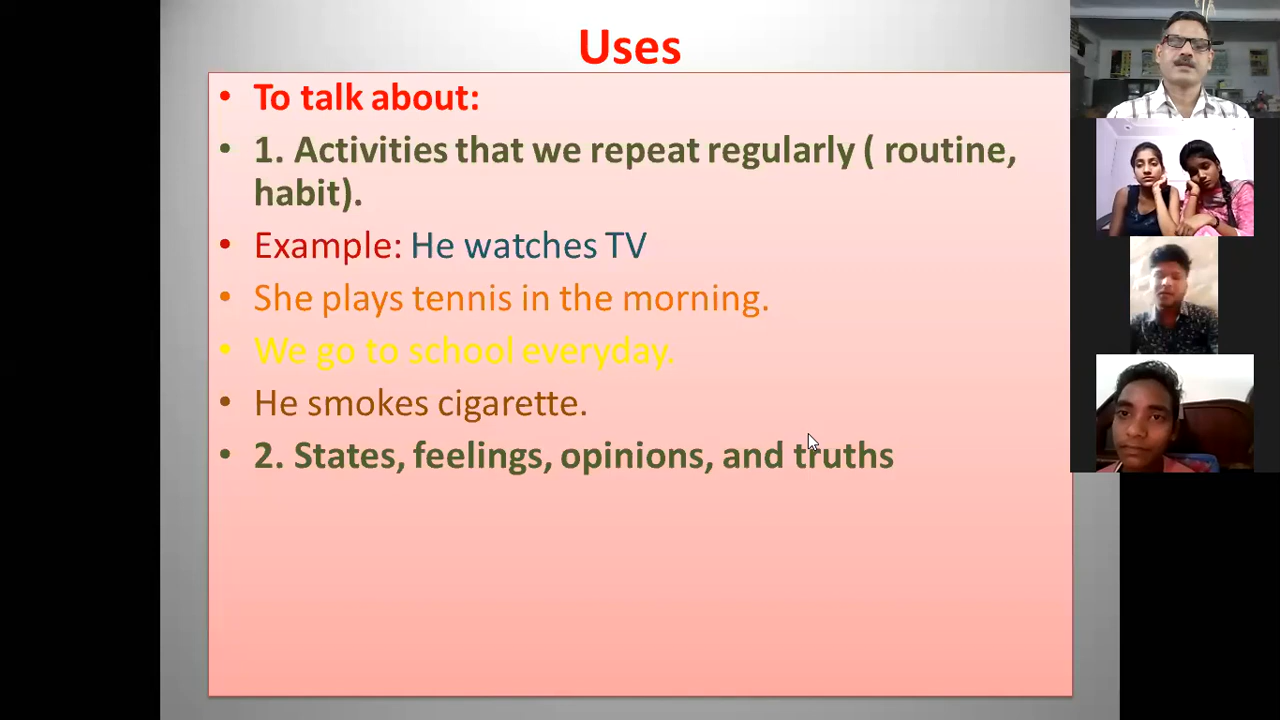 Uses
• To talk about:
• 1. Activities that we repeat regularly ( routine,
habit).
• Example: He watches TV
• She plays tennis in the morning.
• We go to school everyday.
• He smokes cigarette.
• 2. States, feelings, opinions, and truths